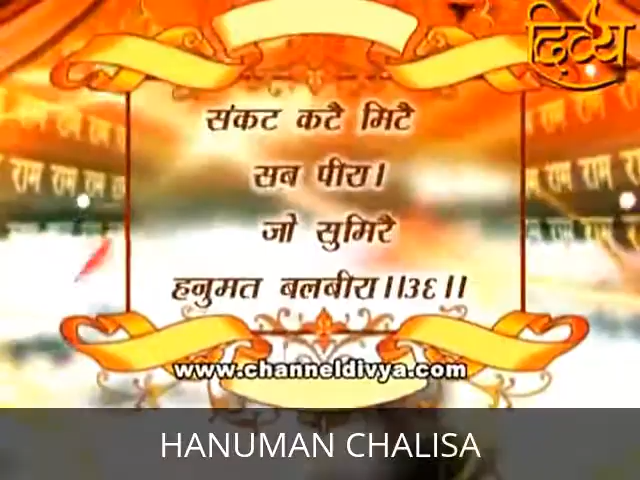 दिव्य
संकट कटै मिटै
सब पीरा।
जो सुमिरै
हनुमत बलबीरा।।३६।।
राम राम राम राम
राम राम राम
www.channeldivya.com
HANUMAN CHALISA